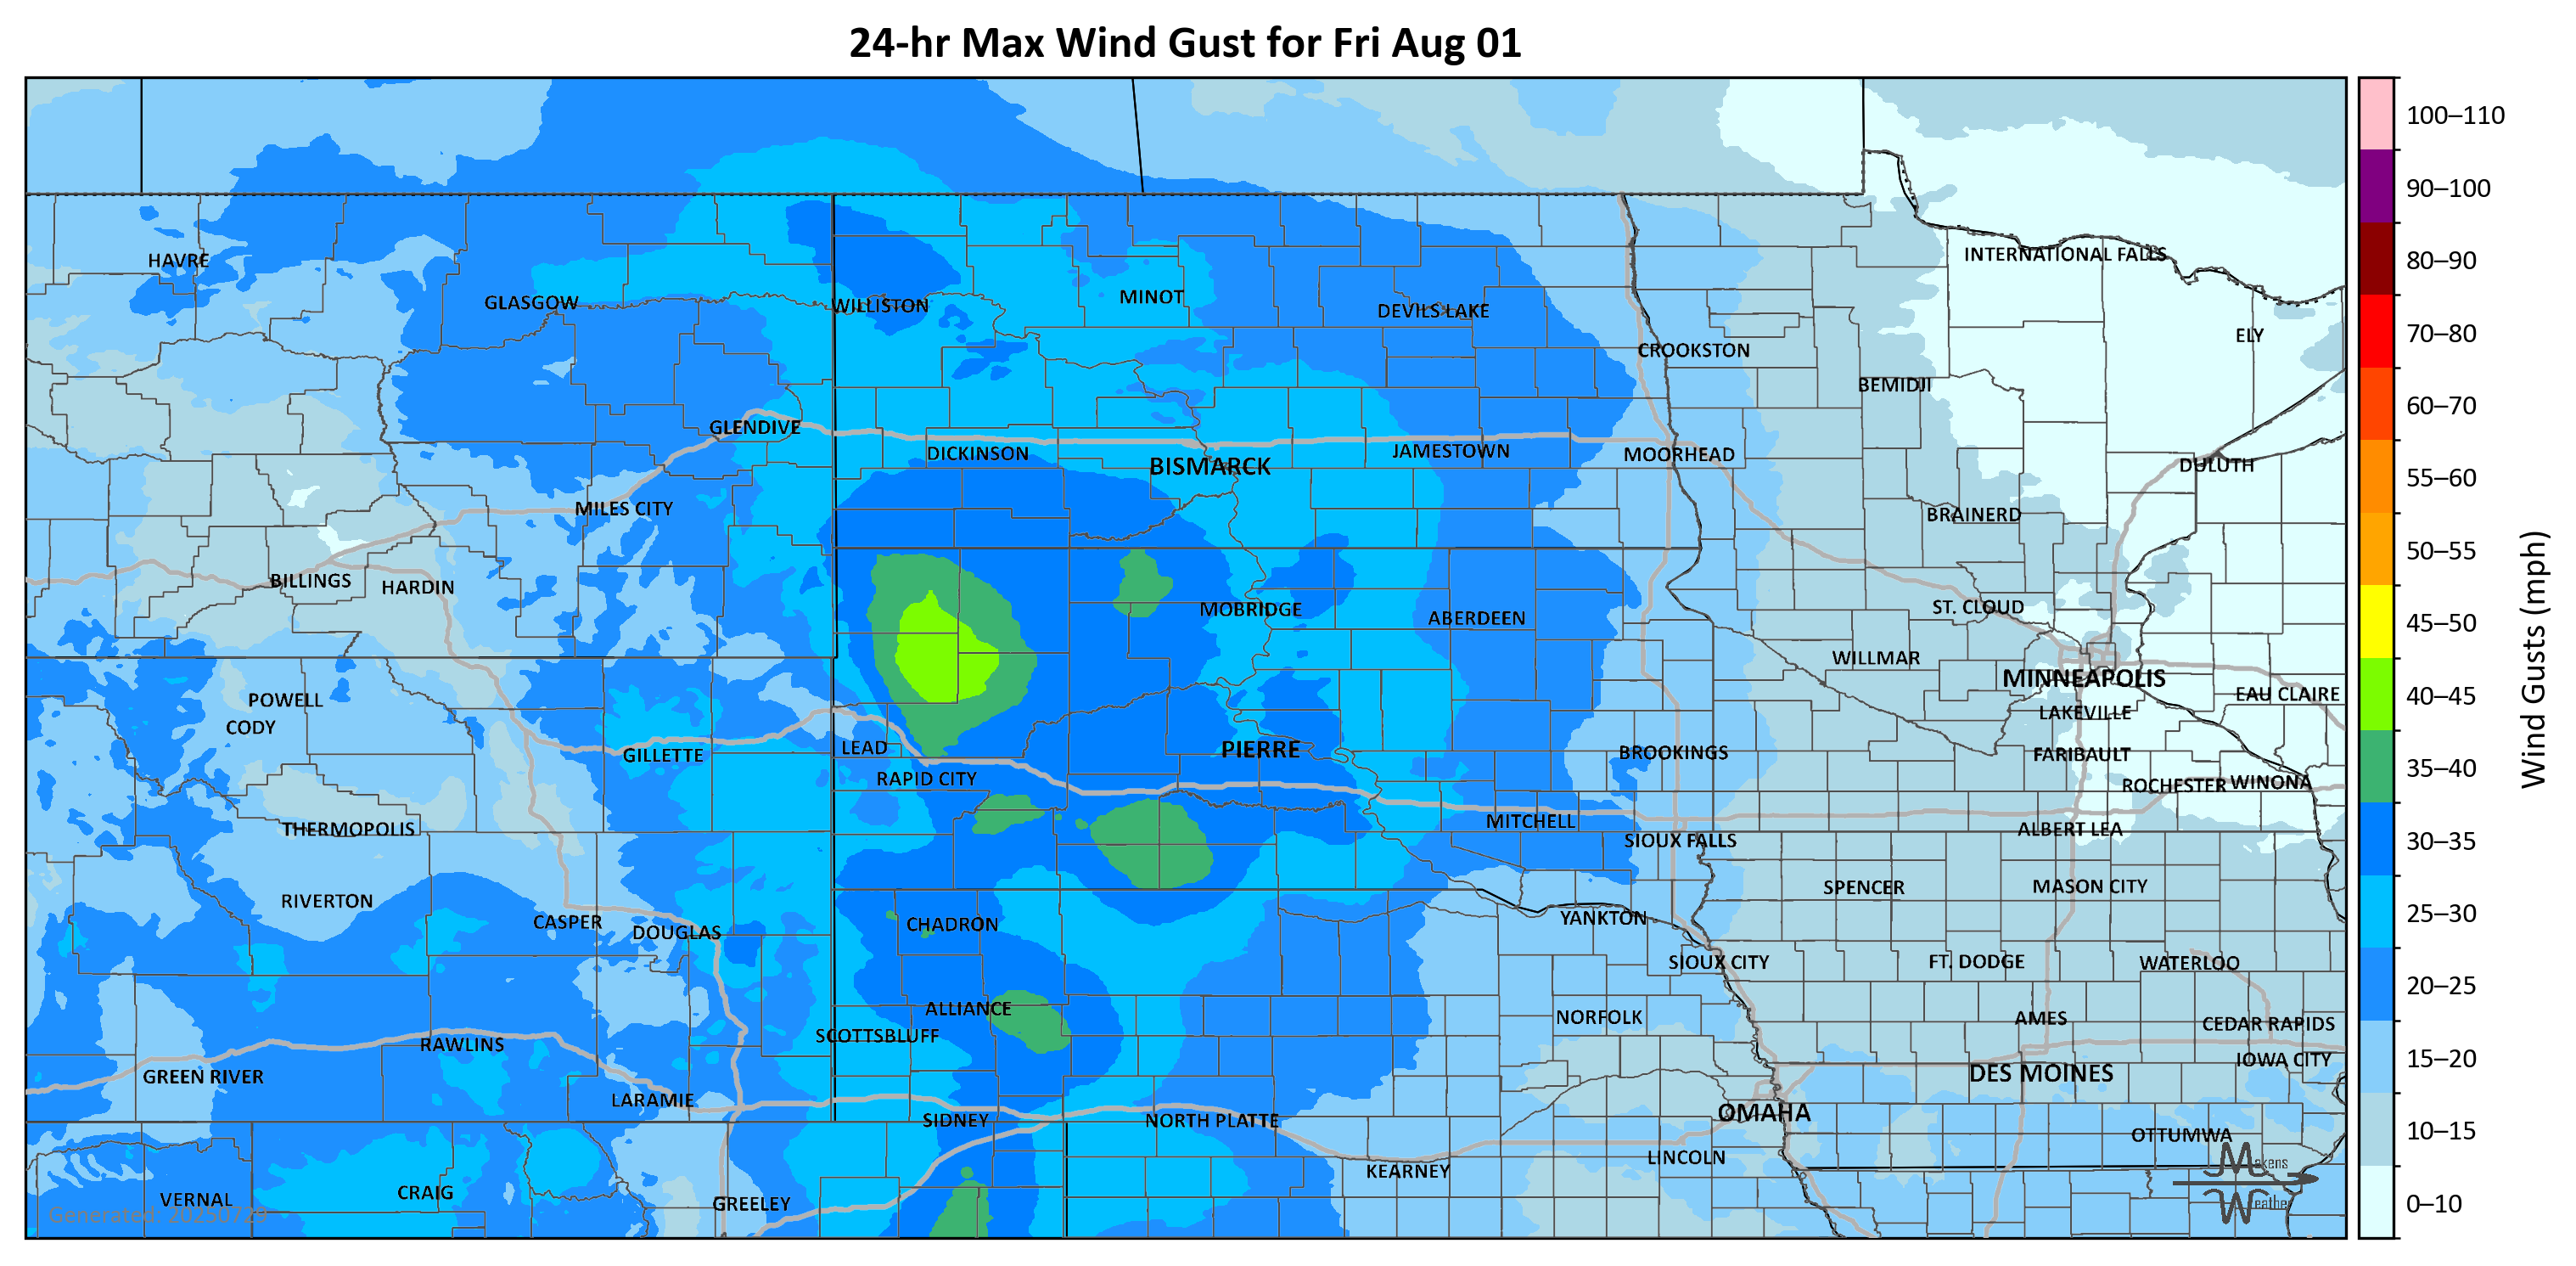 24-hr Max Wind Gust for Fri Aug 01
100–110
90–100
80–90
70–80
60–70
55–60
50–55
45–50
40–45
35–40
30–35
25–30
20–25
15–20
10–15
0–10
Wind Gusts (mph)
HAVRE
INTERNATIONAL FALLS
GLASGOW
WILLISTON
MINOT
DEVILS LAKE
ELY
CROOKSTON
BEMIDJI
GLENDIVE
DICKINSON
BISMARCK
JAMESTOWN
MOORHEAD
DULUTH
MILES CITY
BRAINERD
BILLINGS
HARDIN
MOBRIDGE
ABERDEEN
ST. CLOUD
WILLMAR
MINNEAPOLIS
EAU CLAIRE
POWELL
CODY
LAKEVILLE
GILLETTE
LEAD
PIERRE
BROOKINGS
FARIBAULT
RAPID CITY
ROCHESTER
WINONA
THERMOPOLIS
MITCHELL
SIOUX FALLS
ALBERT LEA
SPENCER
MASON CITY
RIVERTON
CASPER
DOUGLAS
CHADRON
YANKTON
SIOUX CITY
FT. DODGE
WATERLOO
ALLIANCE
SCOTTSBLUFF
NORFOLK
AMES
CEDAR RAPIDS
RAWLINS
IOWA CITY
GREEN RIVER
DES MOINES
LARAMIE
SIDNEY
NORTH PLATTE
OMAHA
OTTUMWA
KEARNEY
LINCOLN
VERNAL
CRAIG
GREELEY
Makens
Weather
Generated: 20250729